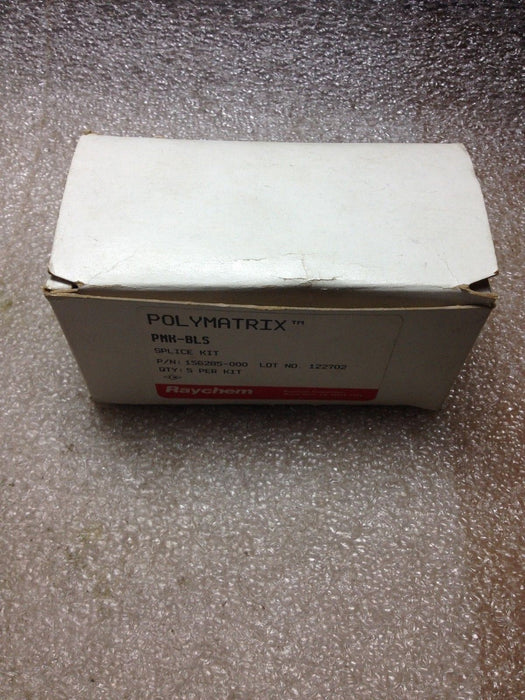 POLYMATRIX™
PMK-BLS
SPLICE KIT
P/N: 156285-000 LOT NO. 122702
QTY: 5 PER KIT
Raychem